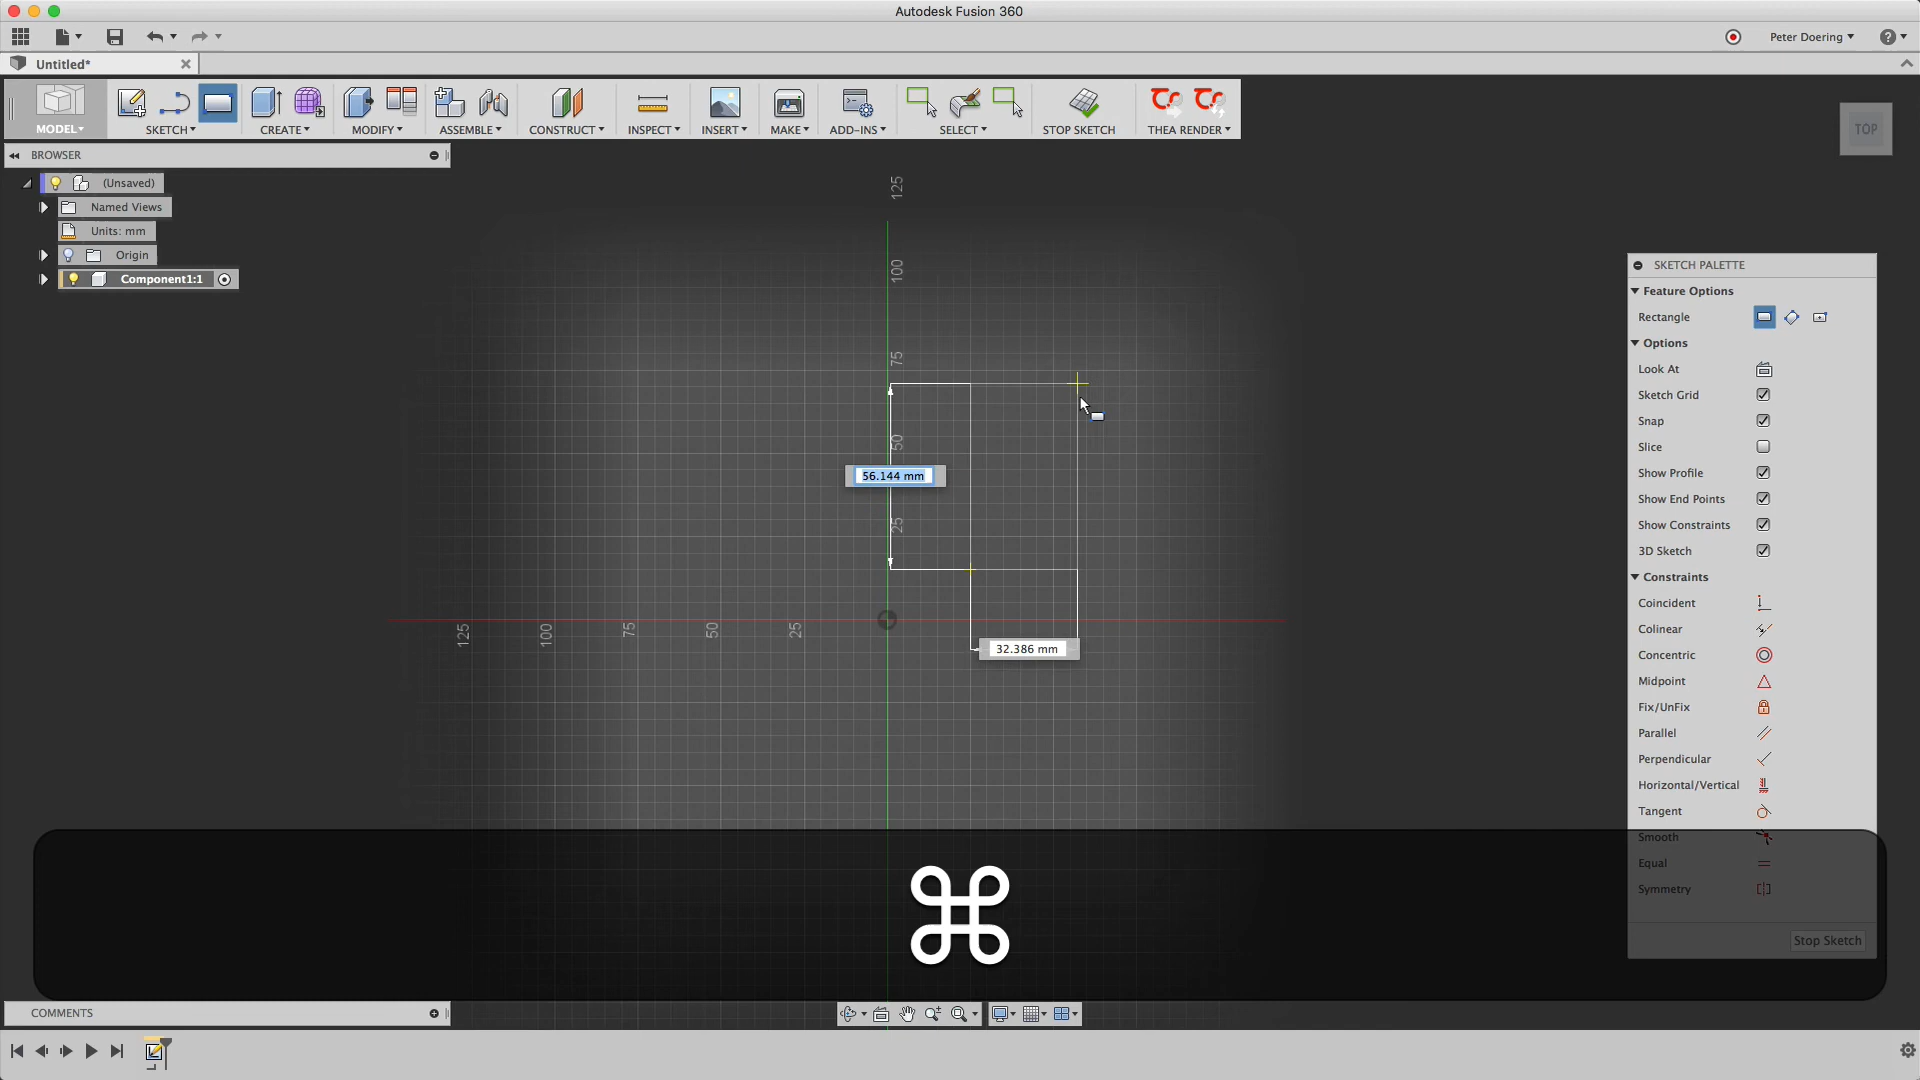 Autodesk Fusion 360
Peter Doering
Untitled*
MODEL
SKETCH
CREATE
MODIFY
ASSEMBLE
CONSTRUCT
INSPECT
INSERT
MAKE
ADD-INS
SELECT
STOP SKETCH
THEA RENDER
TOP
BROWSER
(Unsaved)
Named Views
Units: mm
Origin
Component1:1
125
100
75
50
25
56.144 mm
32.386 mm
125
100
75
50
25
SKETCH PALETTE
Feature Options
Rectangle
Options
Look At
Sketch Grid
Snap
Slice
Show Profile
Show End Points
Show Constraints
3D Sketch
Constraints
Coincident
Colinear
Concentric
Midpoint
Fix/UnFix
Parallel
Perpendicular
Horizontal/Vertical
Tangent
Smooth
Equal
Symmetry
Stop Sketch
⌘
COMMENTS